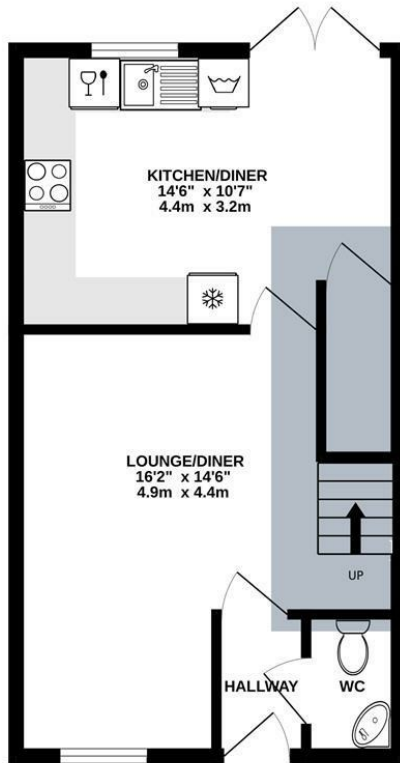 KITCHEN/DINER
14'6" x 10'7"
4.4m x 3.2m
LOUNGE/DINER
16'2" x 14'6"
4.9m x 4.4m
UP
HALLWAY
WC